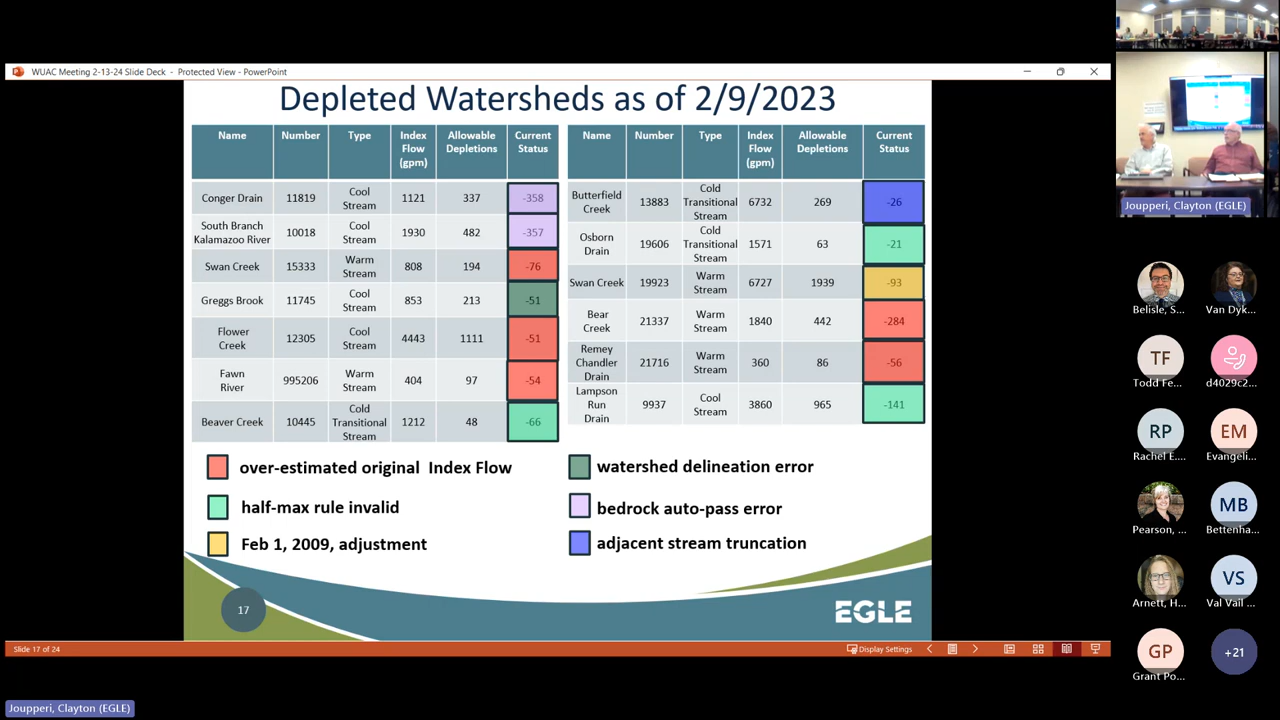 WUAC Meeting 2-13-24 Slide Deck - Protected View - PowerPoint
Depleted Watersheds as of 2/9/2023
Name Number Type Index Flow (gpm) Allowable Depletions Current Status
Conger Drain 11819 Cool Stream 1121 337 -358
South Branch Kalamazoo River 10018 Cool Stream 1930 482 -357
Swan Creek 15333 Warm Stream 808 194 -76
Greggs Brook 11745 Cool Stream 853 213 -51
Flower Creek 12305 Cool Stream 4443 1111 -51
Fawn River 995206 Warm Stream 404 97 -54
Beaver Creek 10445 Cold Transitional Stream 1212 48 -66
Name Number Type Index Flow (gpm) Allowable Depletions Current Status
Butterfield Creek 13883 Cold Transitional Stream 6732 269 -26
Osborn Drain 19606 Cold Transitional Stream 1571 63 -21
Swan Creek 19923 Warm Stream 6727 1939 -93
Bear Creek 21337 Warm Stream 1840 442 -284
Remey Chandler Drain 21716 Warm Stream 360 86 -56
Lampson Run Drain 9937 Cool Stream 3860 965 -141
over-estimated original Index Flow
half-max rule invalid
Feb 1, 2009, adjustment
watershed delineation error
bedrock auto-pass error
adjacent stream truncation
17
EGLE
Slide 17 of 24
Display Settings
Joupperi, Clayton (EGLE)
Joupperi, Clayton (EGLE)
Belisle, S...
Van Dyk...
TF
Todd Fe...
d4029c2...
RP
Rachel E....
EM
Evangeli...
Pearson, ...
MB
Bettenha...
Arnett, H...
VS
Val Vail ...
GP
Grant Po...
+21